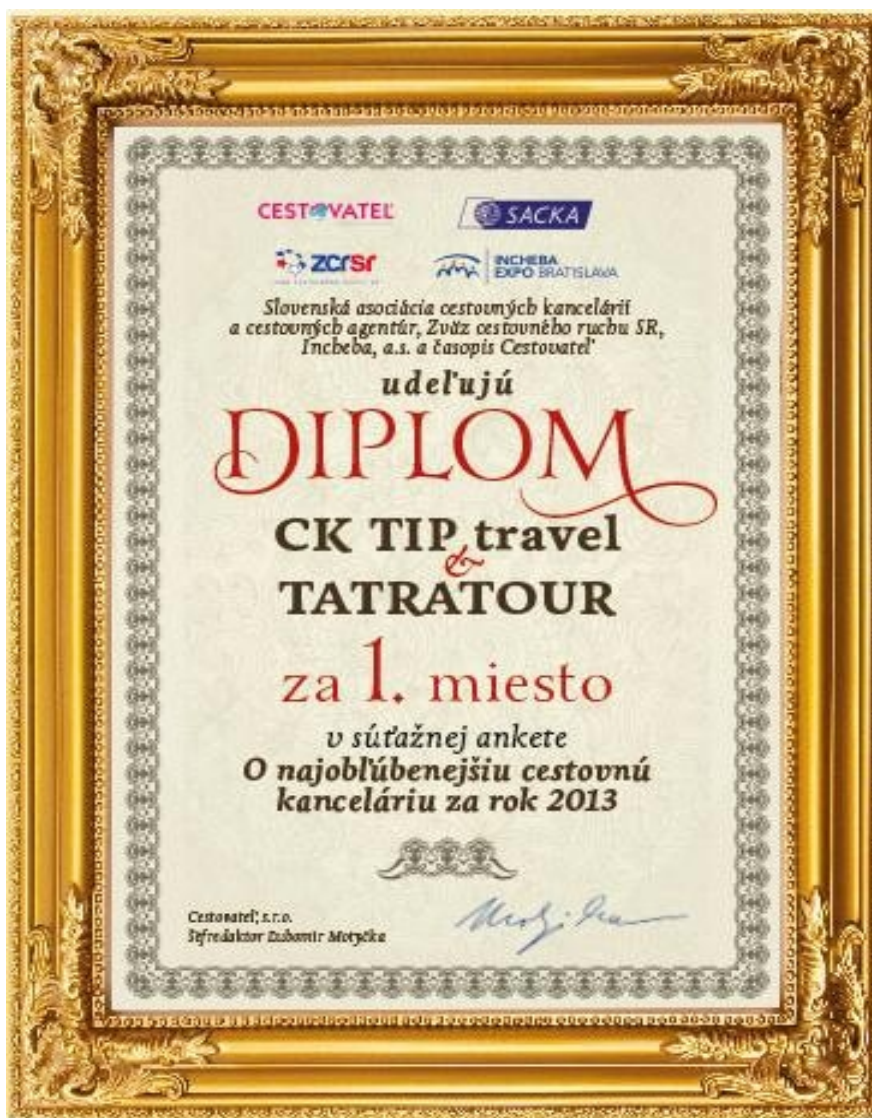 CESTOVATEĽ
SACKA
ZCrSr
INCHEBA
EXPO BRATISLAVA
Slovenská asociácia cestovných kancelárií
a cestovných agentúr, Zväz cestovného ruchu SR,
Incheba, a.s. a časopis Cestovateľ
udeľujú
DIPLOM
CK TIP travel
&
TATRATOUR
za 1. miesto
v súťažnej ankete
O najobľúbenejšiu cestovnú
kanceláriu za rok 2013
Cestovateľ, s.r.o.
Šéfredaktor Ľubomír Motyčka